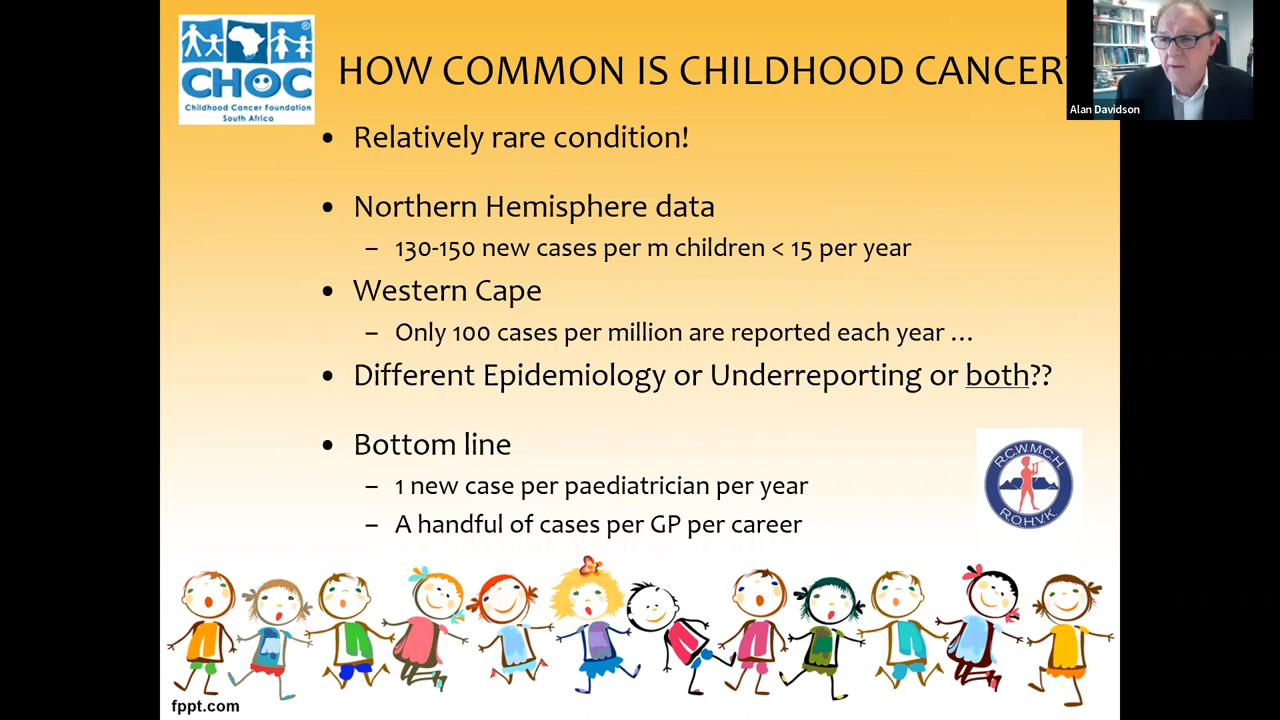 CHOC
®
Childhood Cancer Foundation
South Africa
HOW COMMON IS CHILDHOOD CANCER?
Alan Davidson
• Relatively rare condition!
• Northern Hemisphere data
– 130-150 new cases per m children < 15 per year
• Western Cape
– Only 100 cases per million are reported each year …
• Different Epidemiology or Underreporting or both??
• Bottom line
– 1 new case per paediatrician per year
– A handful of cases per GP per career
R.C.W.M.C.H.
R.O.H.V.K.
fppt.com